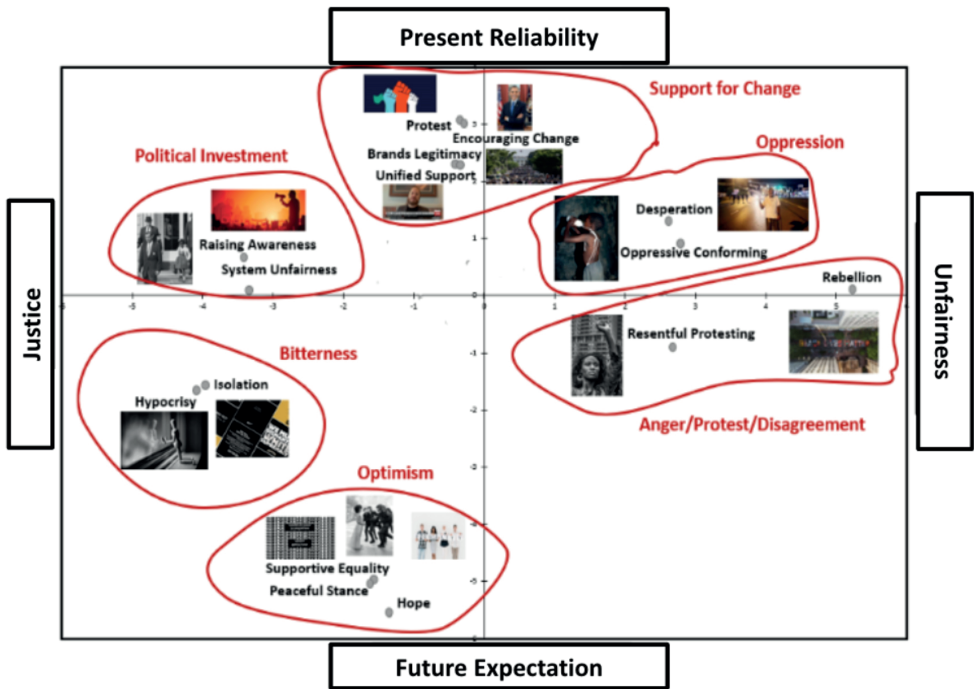 Present Reliability
Support for Change
Protest
Encouraging Change
Brands Legitimacy
Unified Support
Political Investment
Raising Awareness
System Unfairness
Oppression
Desperation
Oppressive Conforming
Rebellion
Resentful Protesting
Anger/Protest/Disagreement
Justice
Unfairness
Bitterness
Isolation
Hypocrisy
Optimism
Supportive Equality
Peaceful Stance
Hope
Future Expectation
3
2
1
-5
-4
-3
-2
-1
0
1
2
3
4
5
-1
-2
-3
-5